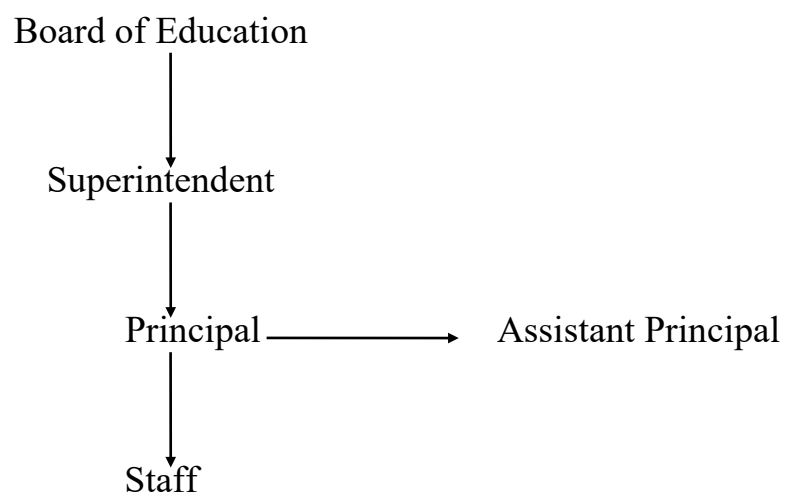 Board of Education
Superintendent
Principal Assistant Principal
Staff